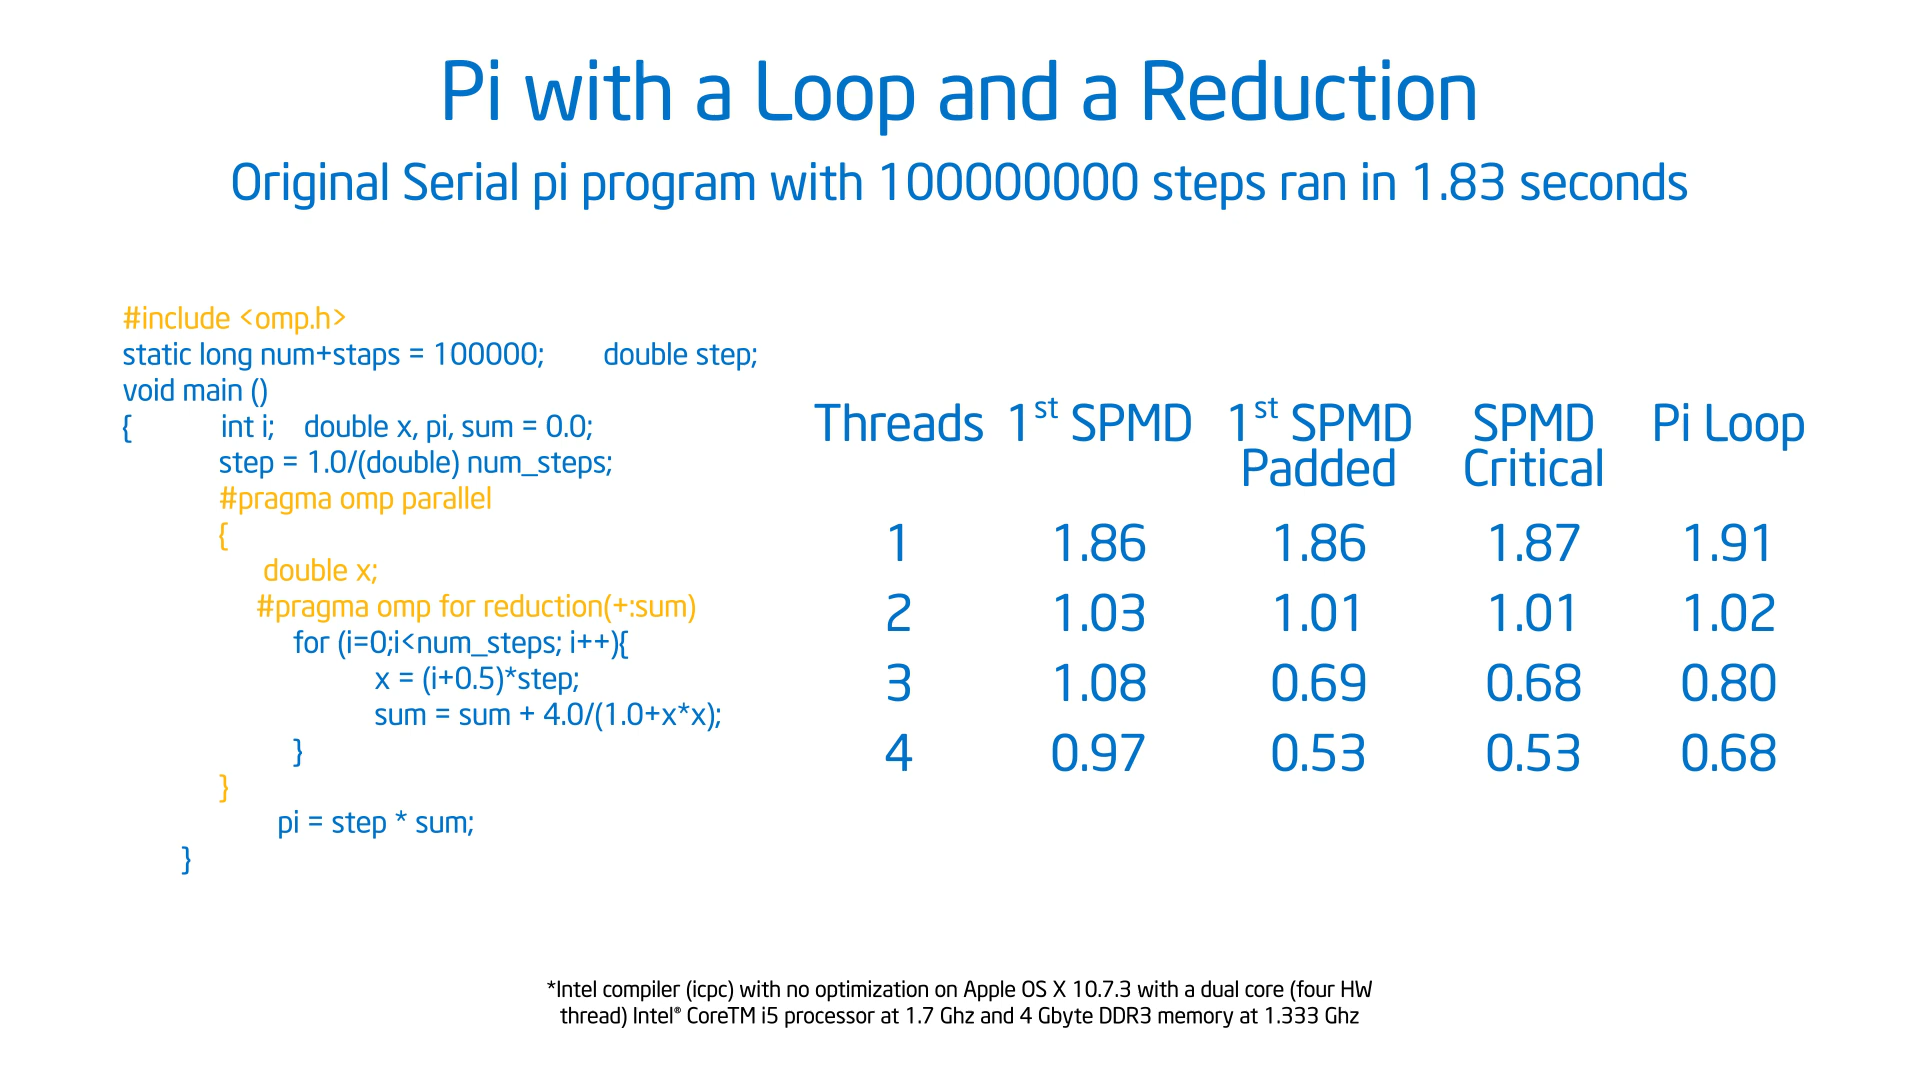 Pi with a Loop and a Reduction
Original Serial pi program with 100000000 steps ran in 1.83 seconds
#include <omp.h>
static long num+staps = 100000; double step;
void main ()
{ int i; double x, pi, sum = 0.0;
step = 1.0/(double) num_steps;
#pragma omp parallel
{
double x;
#pragma omp for reduction(+:sum)
for (i=0;i<num_steps; i++){
x = (i+0.5)*step;
sum = sum + 4.0/(1.0+x*x);
}
}
pi = step * sum;
}
Threads 1st SPMD 1st SPMD Padded SPMD Critical Pi Loop
1 1.86 1.86 1.87 1.91
2 1.03 1.01 1.01 1.02
3 1.08 0.69 0.68 0.80
4 0.97 0.53 0.53 0.68
*Intel compiler (icpc) with no optimization on Apple OS X 10.7.3 with a dual core (four HW
thread) Intel® CoreTM i5 processor at 1.7 Ghz and 4 Gbyte DDR3 memory at 1.333 Ghz